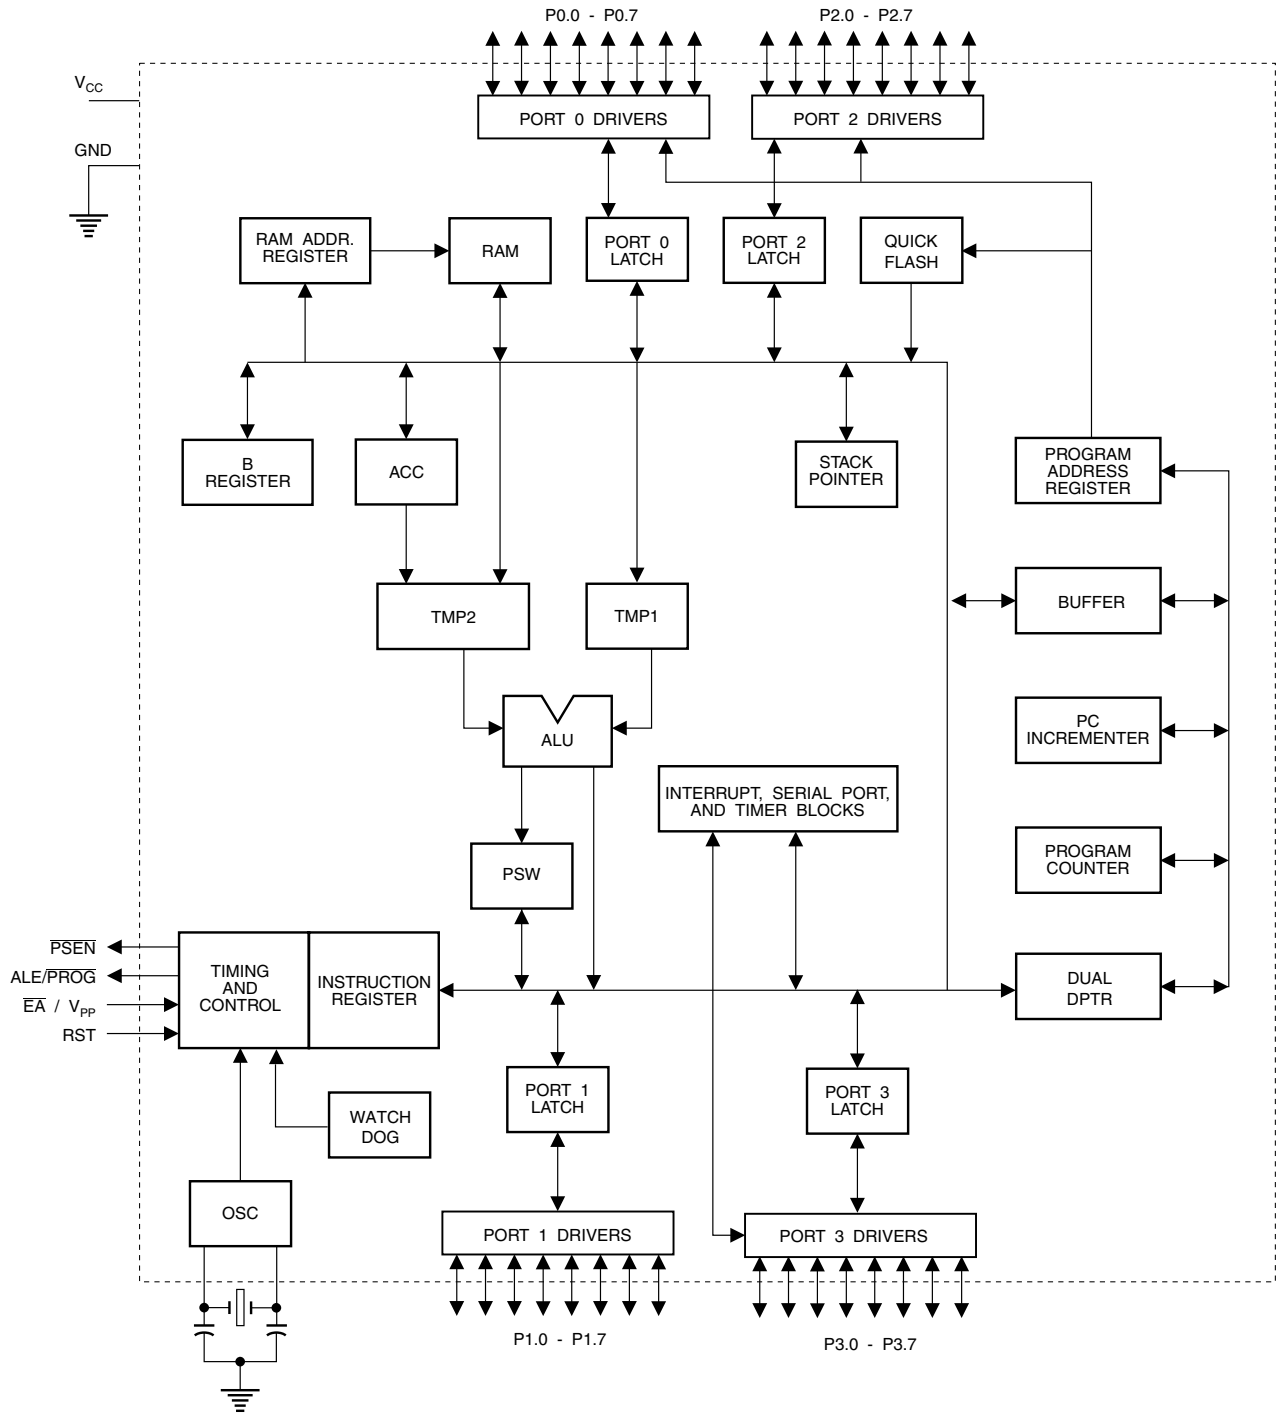 P0.0 - P0.7
P2.0 - P2.7
VCC
GND
PORT 0 DRIVERS
PORT 2 DRIVERS
RAM ADDR.
REGISTER
RAM
PORT 0
LATCH
PORT 2
LATCH
QUICK
FLASH
B
REGISTER
ACC
STACK
POINTER
PROGRAM
ADDRESS
REGISTER
TMP2
TMP1
BUFFER
ALU
PC
INCREMENTER
INTERRUPT, SERIAL PORT,
AND TIMER BLOCKS
PSW
PROGRAM
COUNTER
PSEN
ALE/PROG
EA / VPP
RST
TIMING
AND
CONTROL
INSTRUCTION
REGISTER
DUAL
DPTR
PORT 1
LATCH
PORT 3
LATCH
WATCH
DOG
OSC
PORT 1 DRIVERS
PORT 3 DRIVERS
P1.0 - P1.7
P3.0 - P3.7